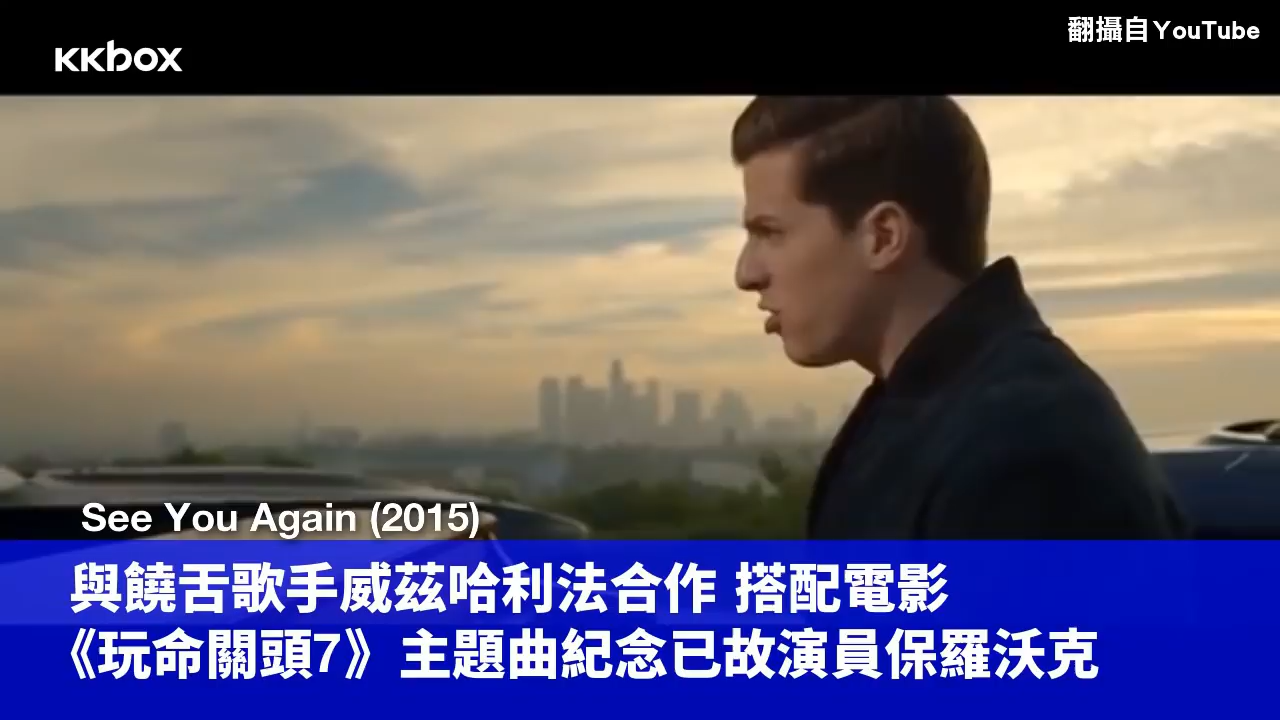 翻攝自YouTube
KKBOX
See You Again (2015)
與饒舌歌手威茲哈利法合作 搭配電影
《玩命關頭7》主題曲紀念已故演員保羅沃克